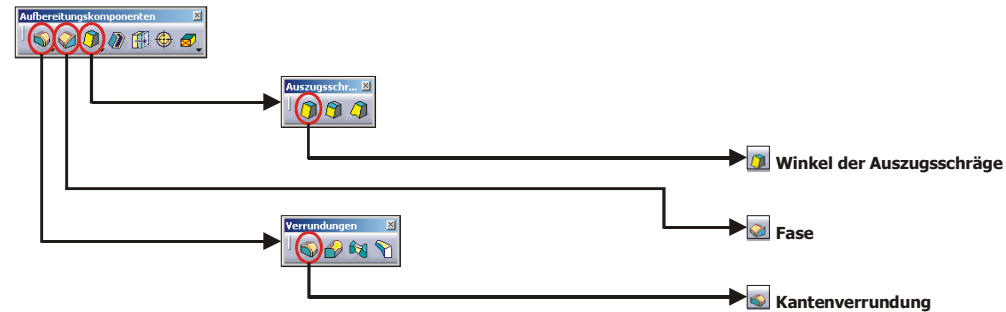 Aufbereitungskomponenten
Auszugsschr...
Winkel der Auszugsschräge
Fase
Verrundungen
Kantenverrundung